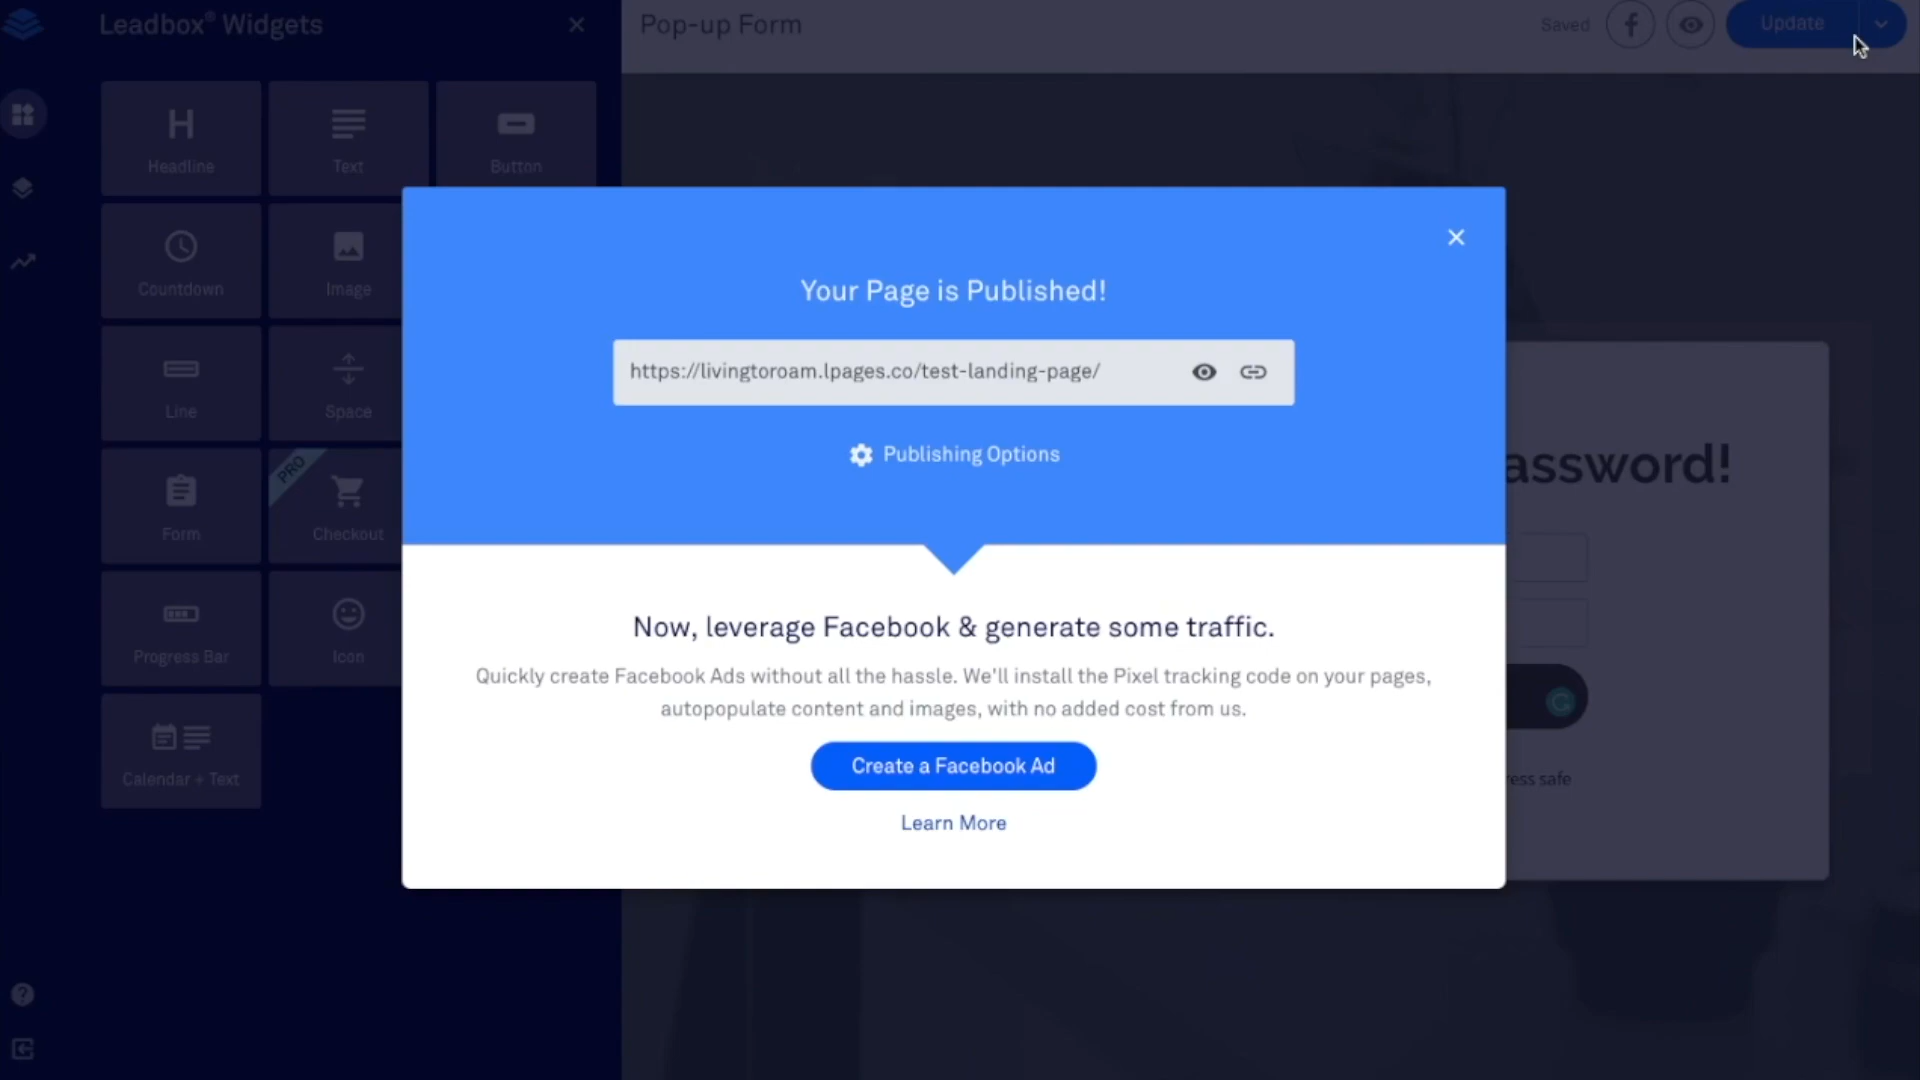 Leadbox® Widgets
Pop-up Form
Saved
Update
Headline
Text
Button
Countdown
Image
Line
Space
Form
PRO
Checkout
Progress Bar
Icon
Calendar + Text
Your Page is Published!
https://livingtoroam.lpages.co/test-landing-page/
Publishing Options
Now, leverage Facebook & generate some traffic.
Quickly create Facebook Ads without all the hassle. We'll install the Pixel tracking code on your pages,
autopopulate content and images, with no added cost from us.
Create a Facebook Ad
Learn More
assword!
ess safe